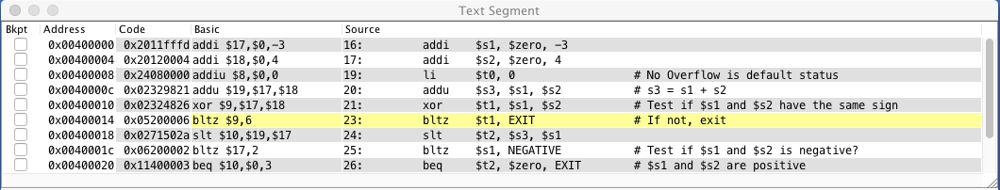 Text Segment
Bkpt Address Code Basic Source
0x00400000 0x2011fffd addi $17,$0,-3 16: addi $s1, $zero, -3
0x00400004 0x20120004 addi $18,$0,4 17: addi $s2, $zero, 4
0x00400008 0x24080000 addiu $8,$0,0 19: li $t0, 0 # No Overflow is default status
0x0040000c 0x02329821 addu $19,$17,$18 20: addu $s3, $s1, $s2 # s3 = s1 + s2
0x00400010 0x02324826 xor $9,$17,$18 21: xor $t1, $s1, $s2 # Test if $s1 and $s2 have the same sign
0x00400014 0x05200006 bltz $9,6 23: bltz $t1, EXIT # If not, exit
0x00400018 0x0271502a slt $10,$19,$17 24: slt $t2, $s3, $s1
0x0040001c 0x06200002 bltz $17,2 25: bltz $s1, NEGATIVE # Test if $s1 and $s2 is negative?
0x00400020 0x11400003 beq $10,$0,3 26: beq $t2, $zero, EXIT # $s1 and $s2 are positive